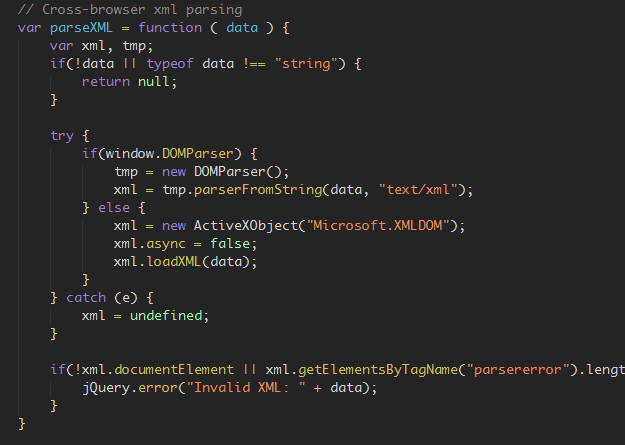 // Cross-browser xml parsing
var parseXML = function ( data ) {
    var xml, tmp;
    if(!data || typeof data !== "string") {
        return null;
    }

    try {
        if(window.DOMParser) {
            tmp = new DOMParser();
            xml = tmp.parserFromString(data, "text/xml");
        } else {
            xml = new ActiveXObject("Microsoft.XMLDOM");
            xml.async = false;
            xml.loadXML(data);
        }
    } catch (e) {
        xml = undefined;
    }

    if(!xml.documentElement || xml.getElementsByTagName("parsererror").lengt
        jQuery.error("Invalid XML: " + data);
    }
}